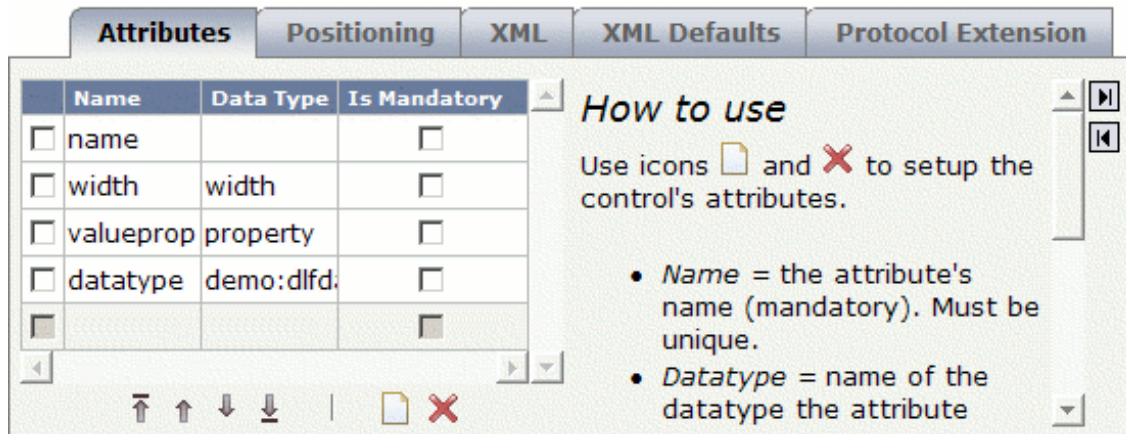 Attributes Positioning XML XML Defaults Protocol Extension
Name Data Type Is Mandatory
name
width width
valueprop property
datatype demo:dlfd
How to use
Use icons and to setup the
control's attributes.
• Name = the attribute's
name (mandatory). Must be
unique.
• Datatype = name of the
datatype the attribute